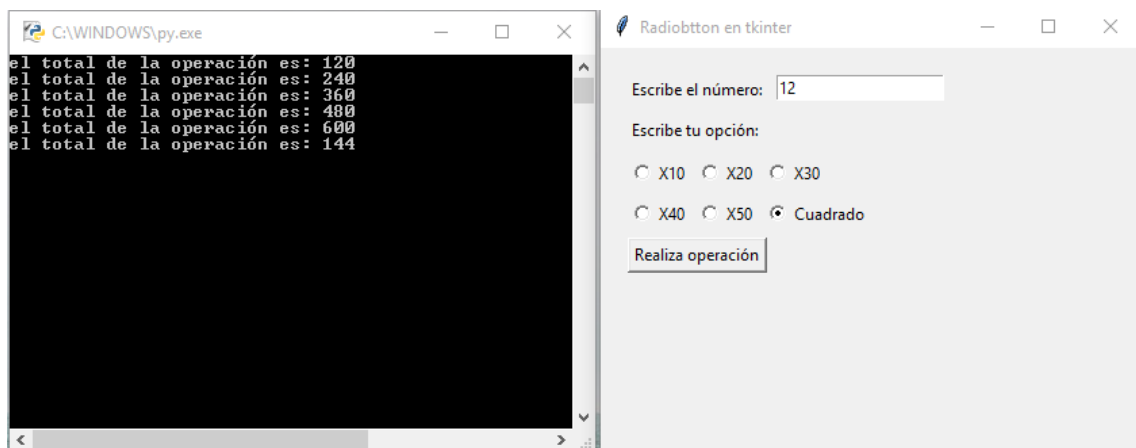 C:\WINDOWS\py.exe
el total de la operación es: 120
el total de la operación es: 240
el total de la operación es: 360
el total de la operación es: 480
el total de la operación es: 600
el total de la operación es: 144
Radiobtton en tkinter
Escribe el número: 12
Escribe tu opción:
X10 X20 X30
X40 X50 Cuadrado
Realiza operación